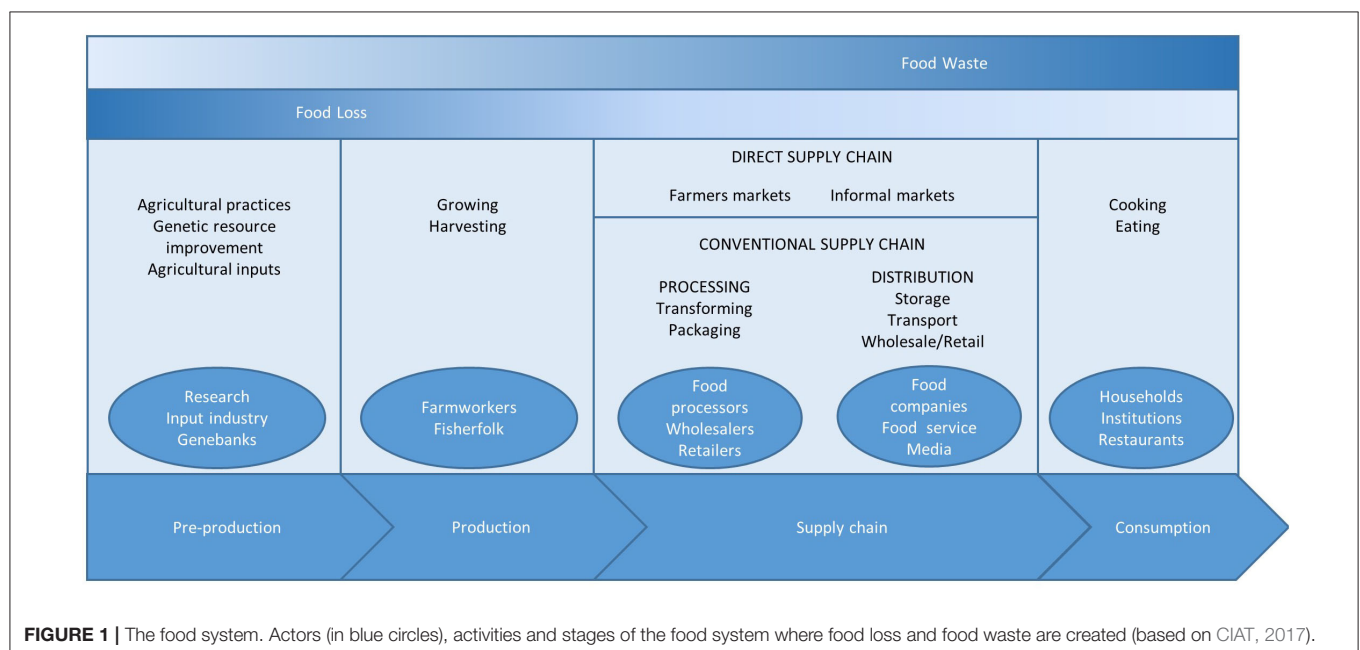 Food Waste
Food Loss
Agricultural practices
Genetic resource
improvement
Agricultural inputs
Research
Input industry
Genebanks
Growing
Harvesting
Farmworkers
Fisherfolk
DIRECT SUPPLY CHAIN
Farmers markets Informal markets
CONVENTIONAL SUPPLY CHAIN
PROCESSING
Transforming
Packaging
Food
processors
Wholesalers
Retailers
DISTRIBUTION
Storage
Transport
Wholesale/Retail
Food
companies
Food service
Media
Cooking
Eating
Households
Institutions
Restaurants
Pre-production
Production
Supply chain
Consumption
FIGURE 1 | The food system. Actors (in blue circles), activities and stages of the food system where food loss and food waste are created (based on CIAT, 2017).